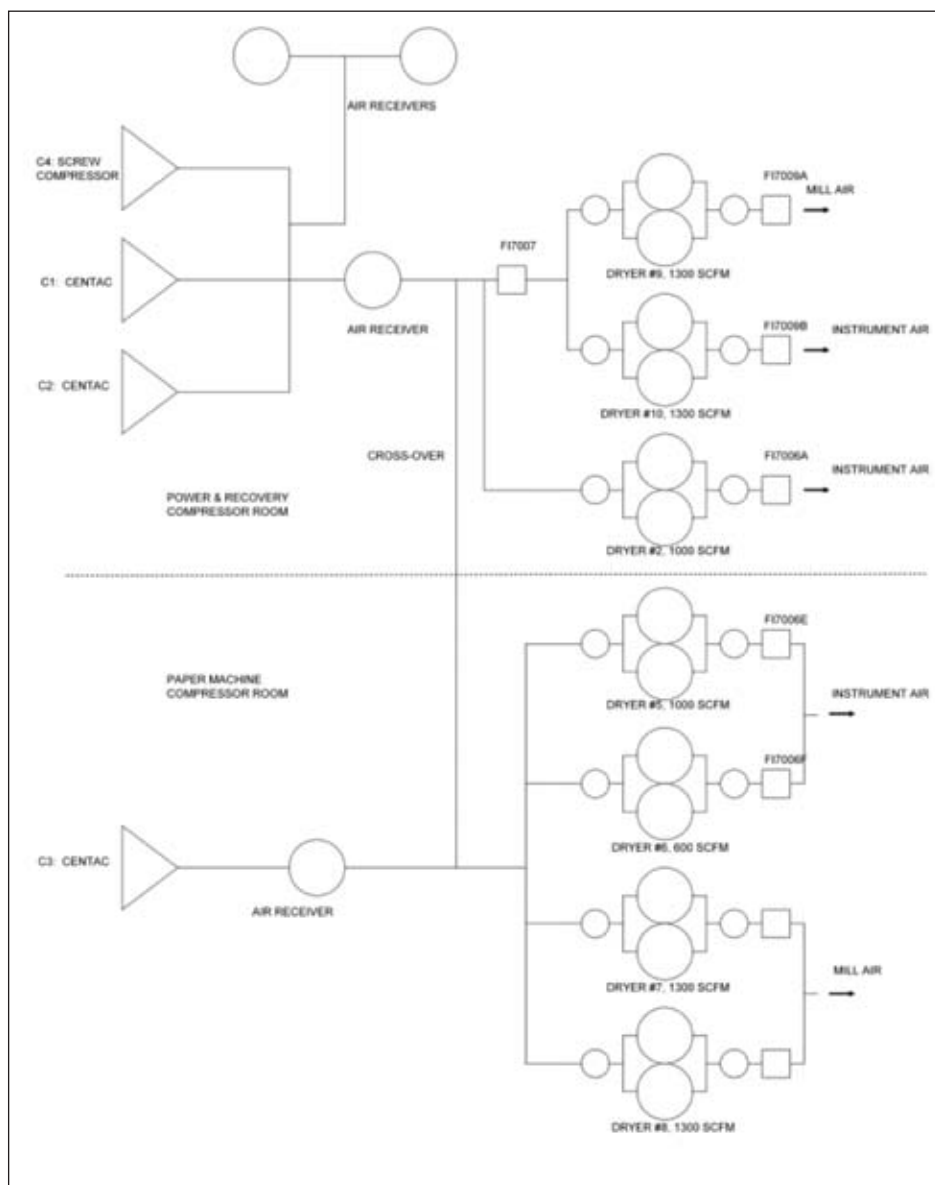 AIR RECEIVERS
C4: SCREW
COMPRESSOR
FI7009A
MILL AIR
FI7007
C1: CENTAC
DRYER #9, 1300 SCFM
AIR RECEIVER
FI7009B
INSTRUMENT AIR
C2: CENTAC
DRYER #10, 1300 SCFM
CROSS-OVER
FI7006A
INSTRUMENT AIR
POWER & RECOVERY
COMPRESSOR ROOM
DRYER #2, 1000 SCFM
FI7006E
PAPER MACHINE
COMPRESSOR ROOM
DRYER #5, 1000 SCFM
INSTRUMENT AIR
FI7006F
DRYER #6, 600 SCFM
C3: CENTAC
AIR RECEIVER
MILL AIR
DRYER #7, 1300 SCFM
DRYER #8, 1300 SCFM